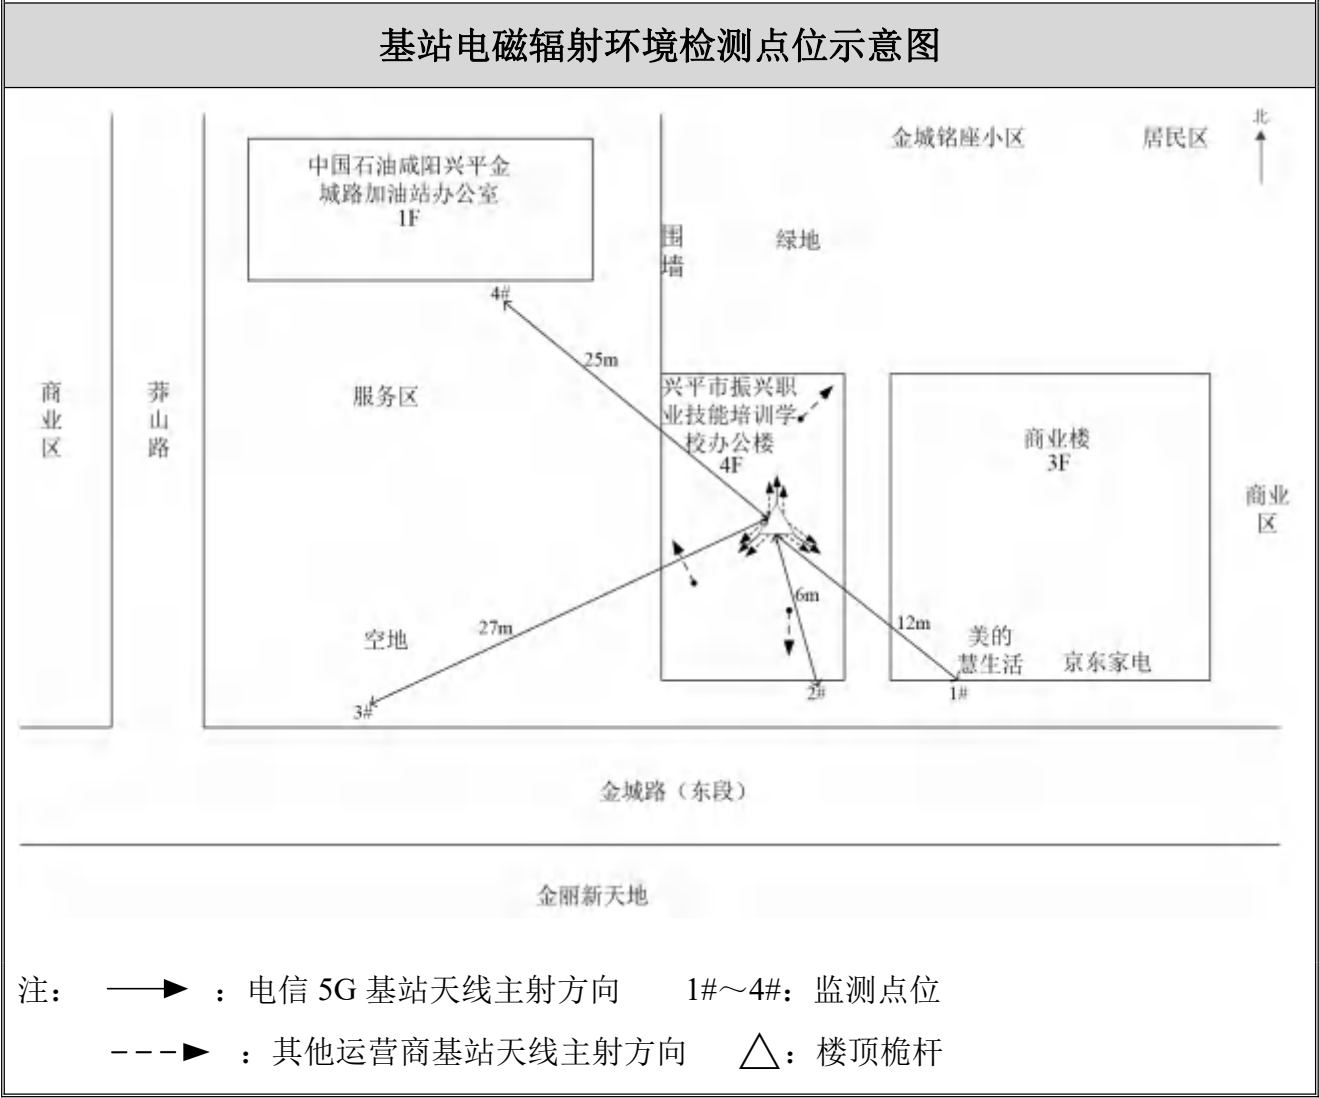 基站电磁辐射环境检测点位示意图
北
金城铭座小区
居民区
中国石油咸阳兴平金
城路加油站办公室
1F
围
墙
绿地
4#
25m
商
业
区
莽
山
路
服务区
兴平市振兴职
业技能培训学
校办公楼
4F
商业楼
3F
商业
区
6m
12m
27m
空地
美的
慧生活
京东家电
3#
2#
1#
金城路（东段）
金丽新天地
注： ：电信 5G 基站天线主射方向 1#～4#：监测点位
：其他运营商基站天线主射方向 ：楼顶桅杆